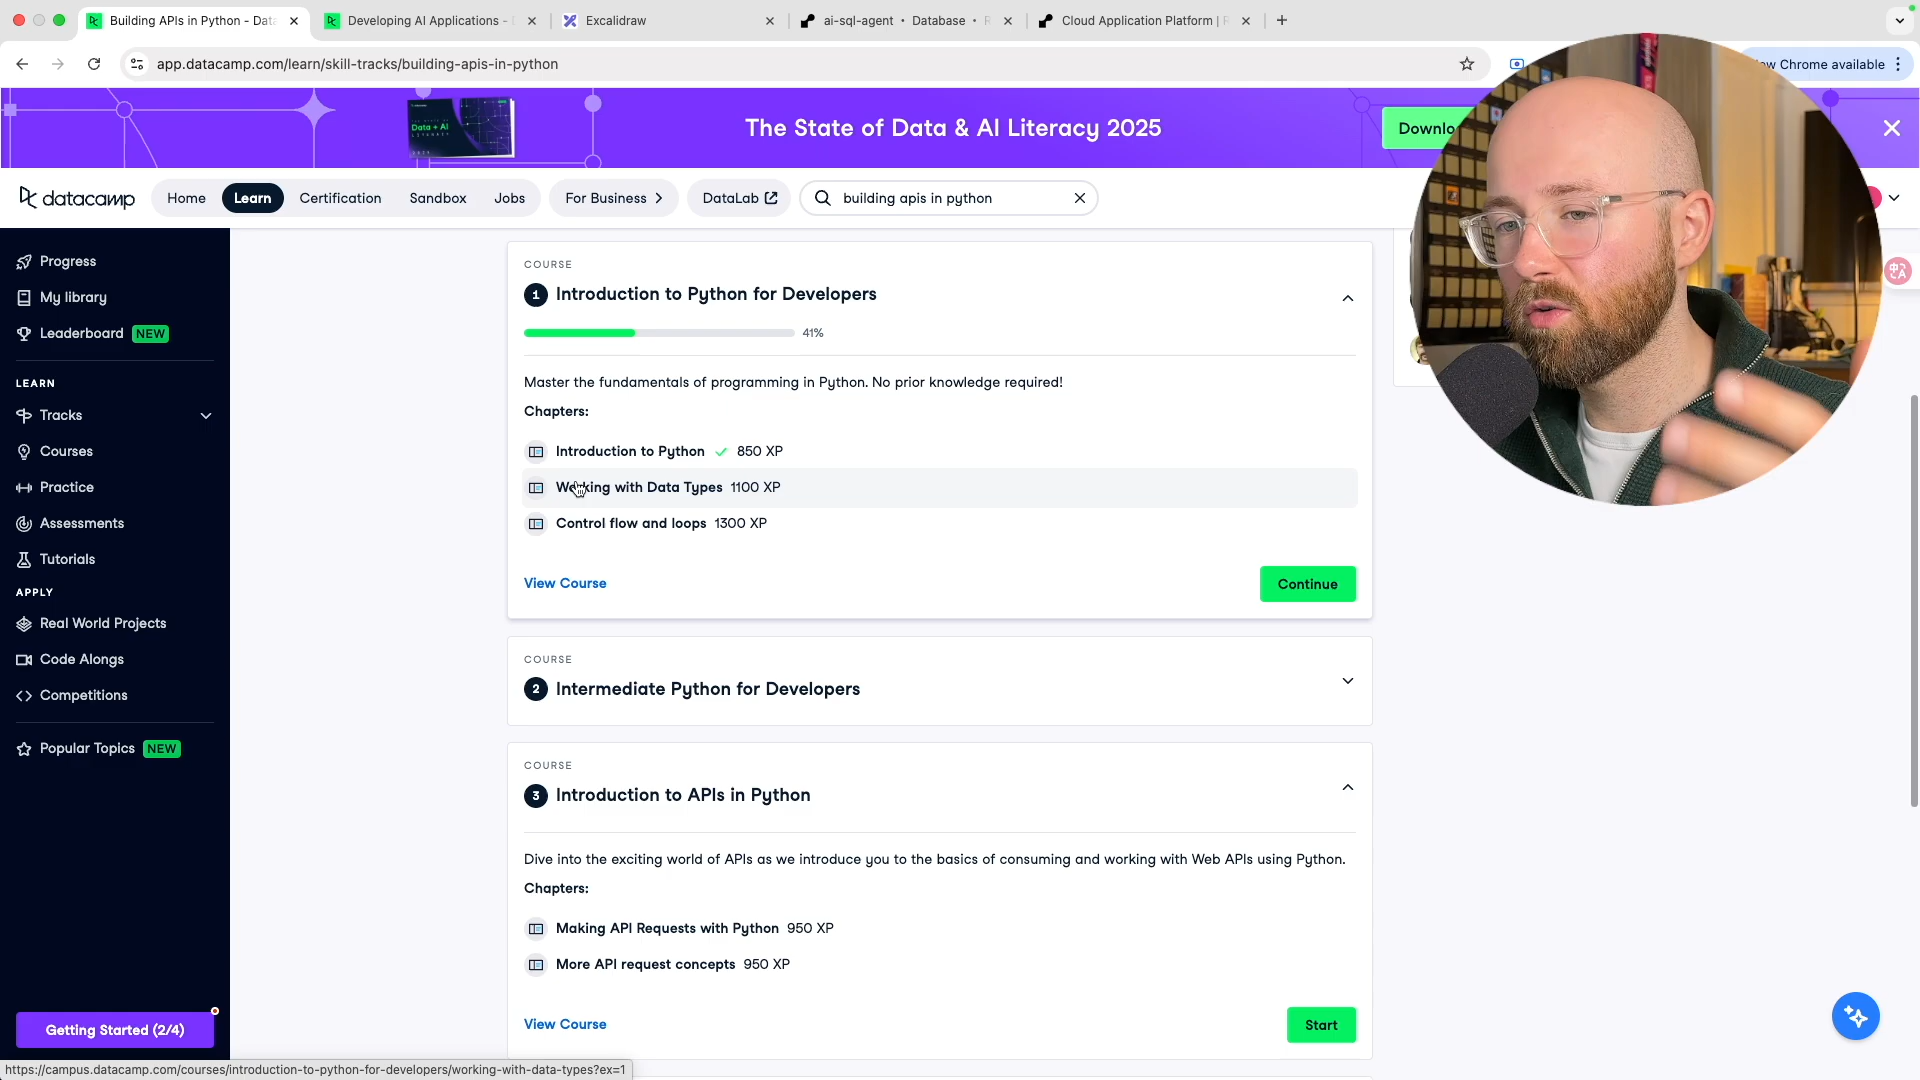 Building APIs in Python - Data
Developing AI Applications -
Excalidraw
ai-sql-agent • Database •
Cloud Application Platform |
app.datacamp.com/learn/skill-tracks/building-apis-in-python
Chrome available
Data + AI
LITERACY
The State of Data & AI Literacy 2025
Downlo
datacamp
Home
Learn
Certification
Sandbox
Jobs
For Business
DataLab
building apis in python
Progress
My library
Leaderboard NEW
LEARN
Tracks
Courses
Practice
Assessments
Tutorials
APPLY
Real World Projects
Code Alongs
Competitions
Popular Topics NEW
Getting Started (2/4)
COURSE
1 Introduction to Python for Developers
41%
Master the fundamentals of programming in Python. No prior knowledge required!
Chapters:
Introduction to Python 850 XP
Working with Data Types 1100 XP
Control flow and loops 1300 XP
View Course
Continue
COURSE
2 Intermediate Python for Developers
COURSE
3 Introduction to APIs in Python
Dive into the exciting world of APIs as we introduce you to the basics of consuming and working with Web APIs using Python.
Chapters:
Making API Requests with Python 950 XP
More API request concepts 950 XP
View Course
Start
https://campus.datacamp.com/courses/introduction-to-python-for-developers/working-with-data-types?ex=1